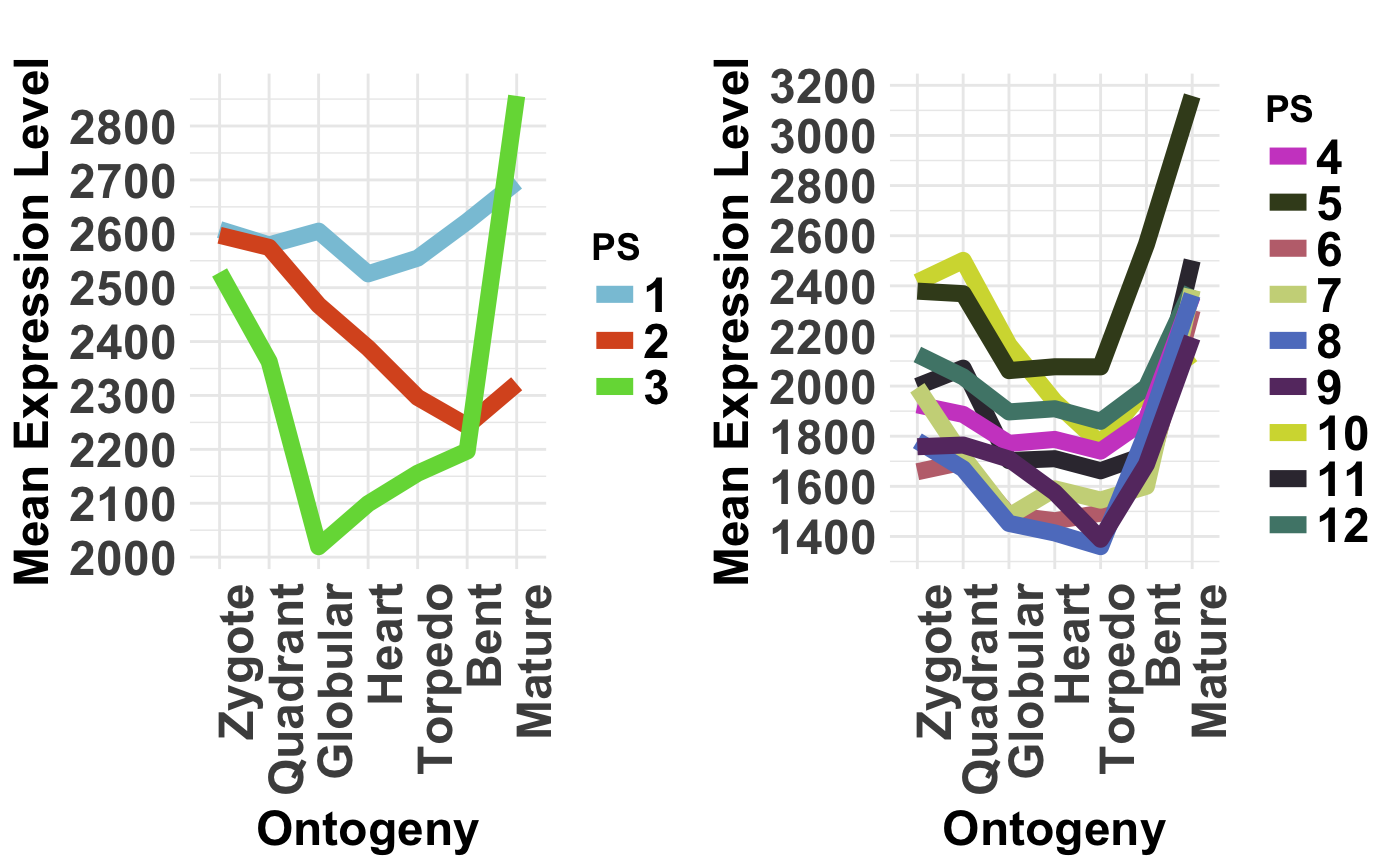 Mean Expression Level
2800
2700
2600
2500
2400
2300
2200
2100
2000
Zygote
Quadrant
Globular
Heart
Torpedo
Bent
Mature
Ontogeny
PS
1
2
3
Mean Expression Level
3200
3000
2800
2600
2400
2200
2000
1800
1600
1400
Zygote
Quadrant
Globular
Heart
Torpedo
Bent
Mature
Ontogeny
PS
4
5
6
7
8
9
10
11
12